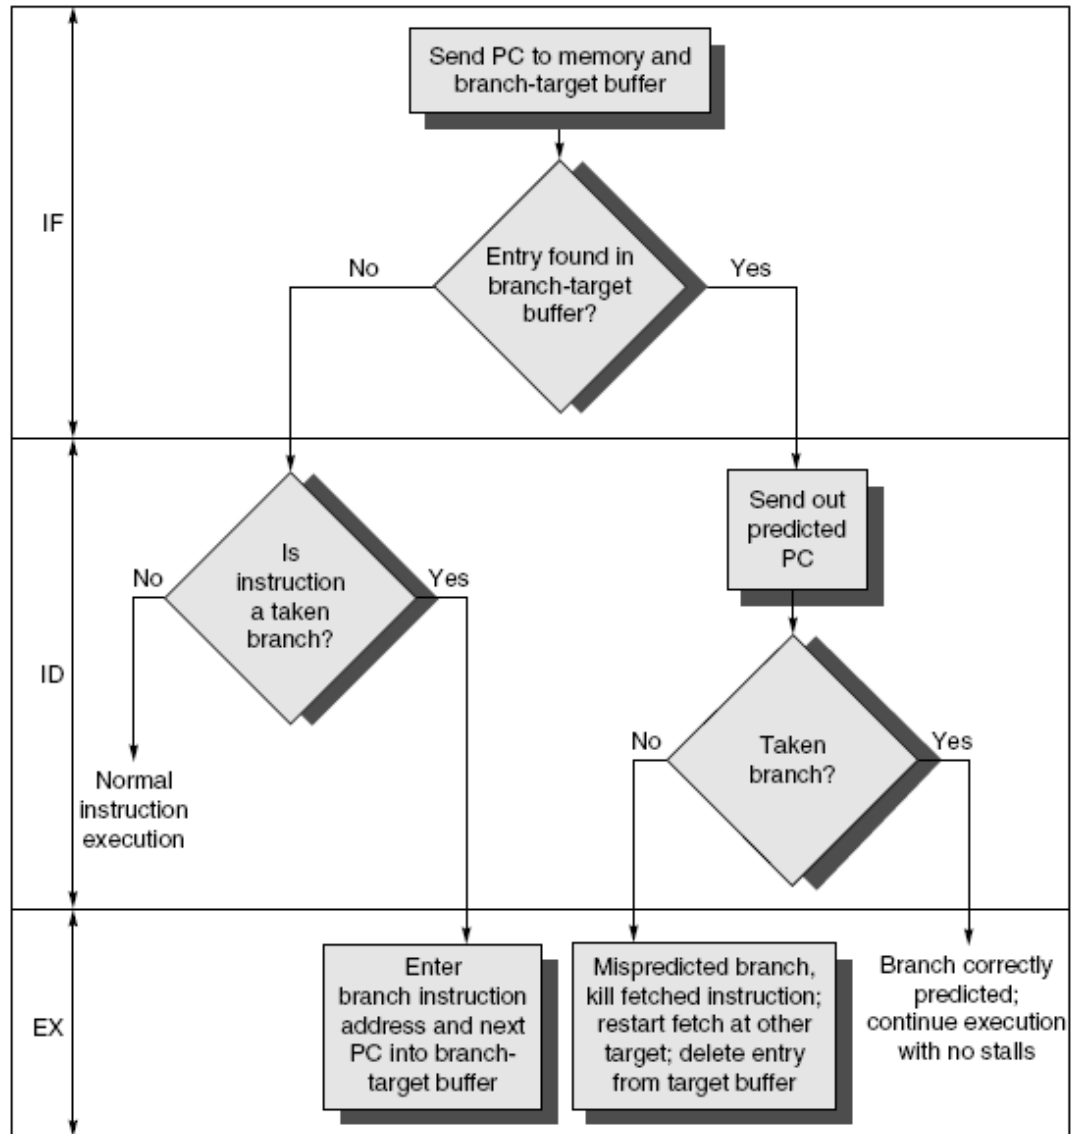 Send PC to memory and
branch-target buffer
IF
No
Entry found in
branch-target
buffer?
Yes
Send out
predicted
PC
No
Is
instruction
a taken
branch?
Yes
ID
No
Taken
branch?
Yes
Normal
instruction
execution
EX
Enter
branch instruction
address and next
PC into branch-
target buffer
Mispredicted branch,
kill fetched instruction;
restart fetch at other
target; delete entry
from target buffer
Branch correctly
predicted;
continue execution
with no stalls